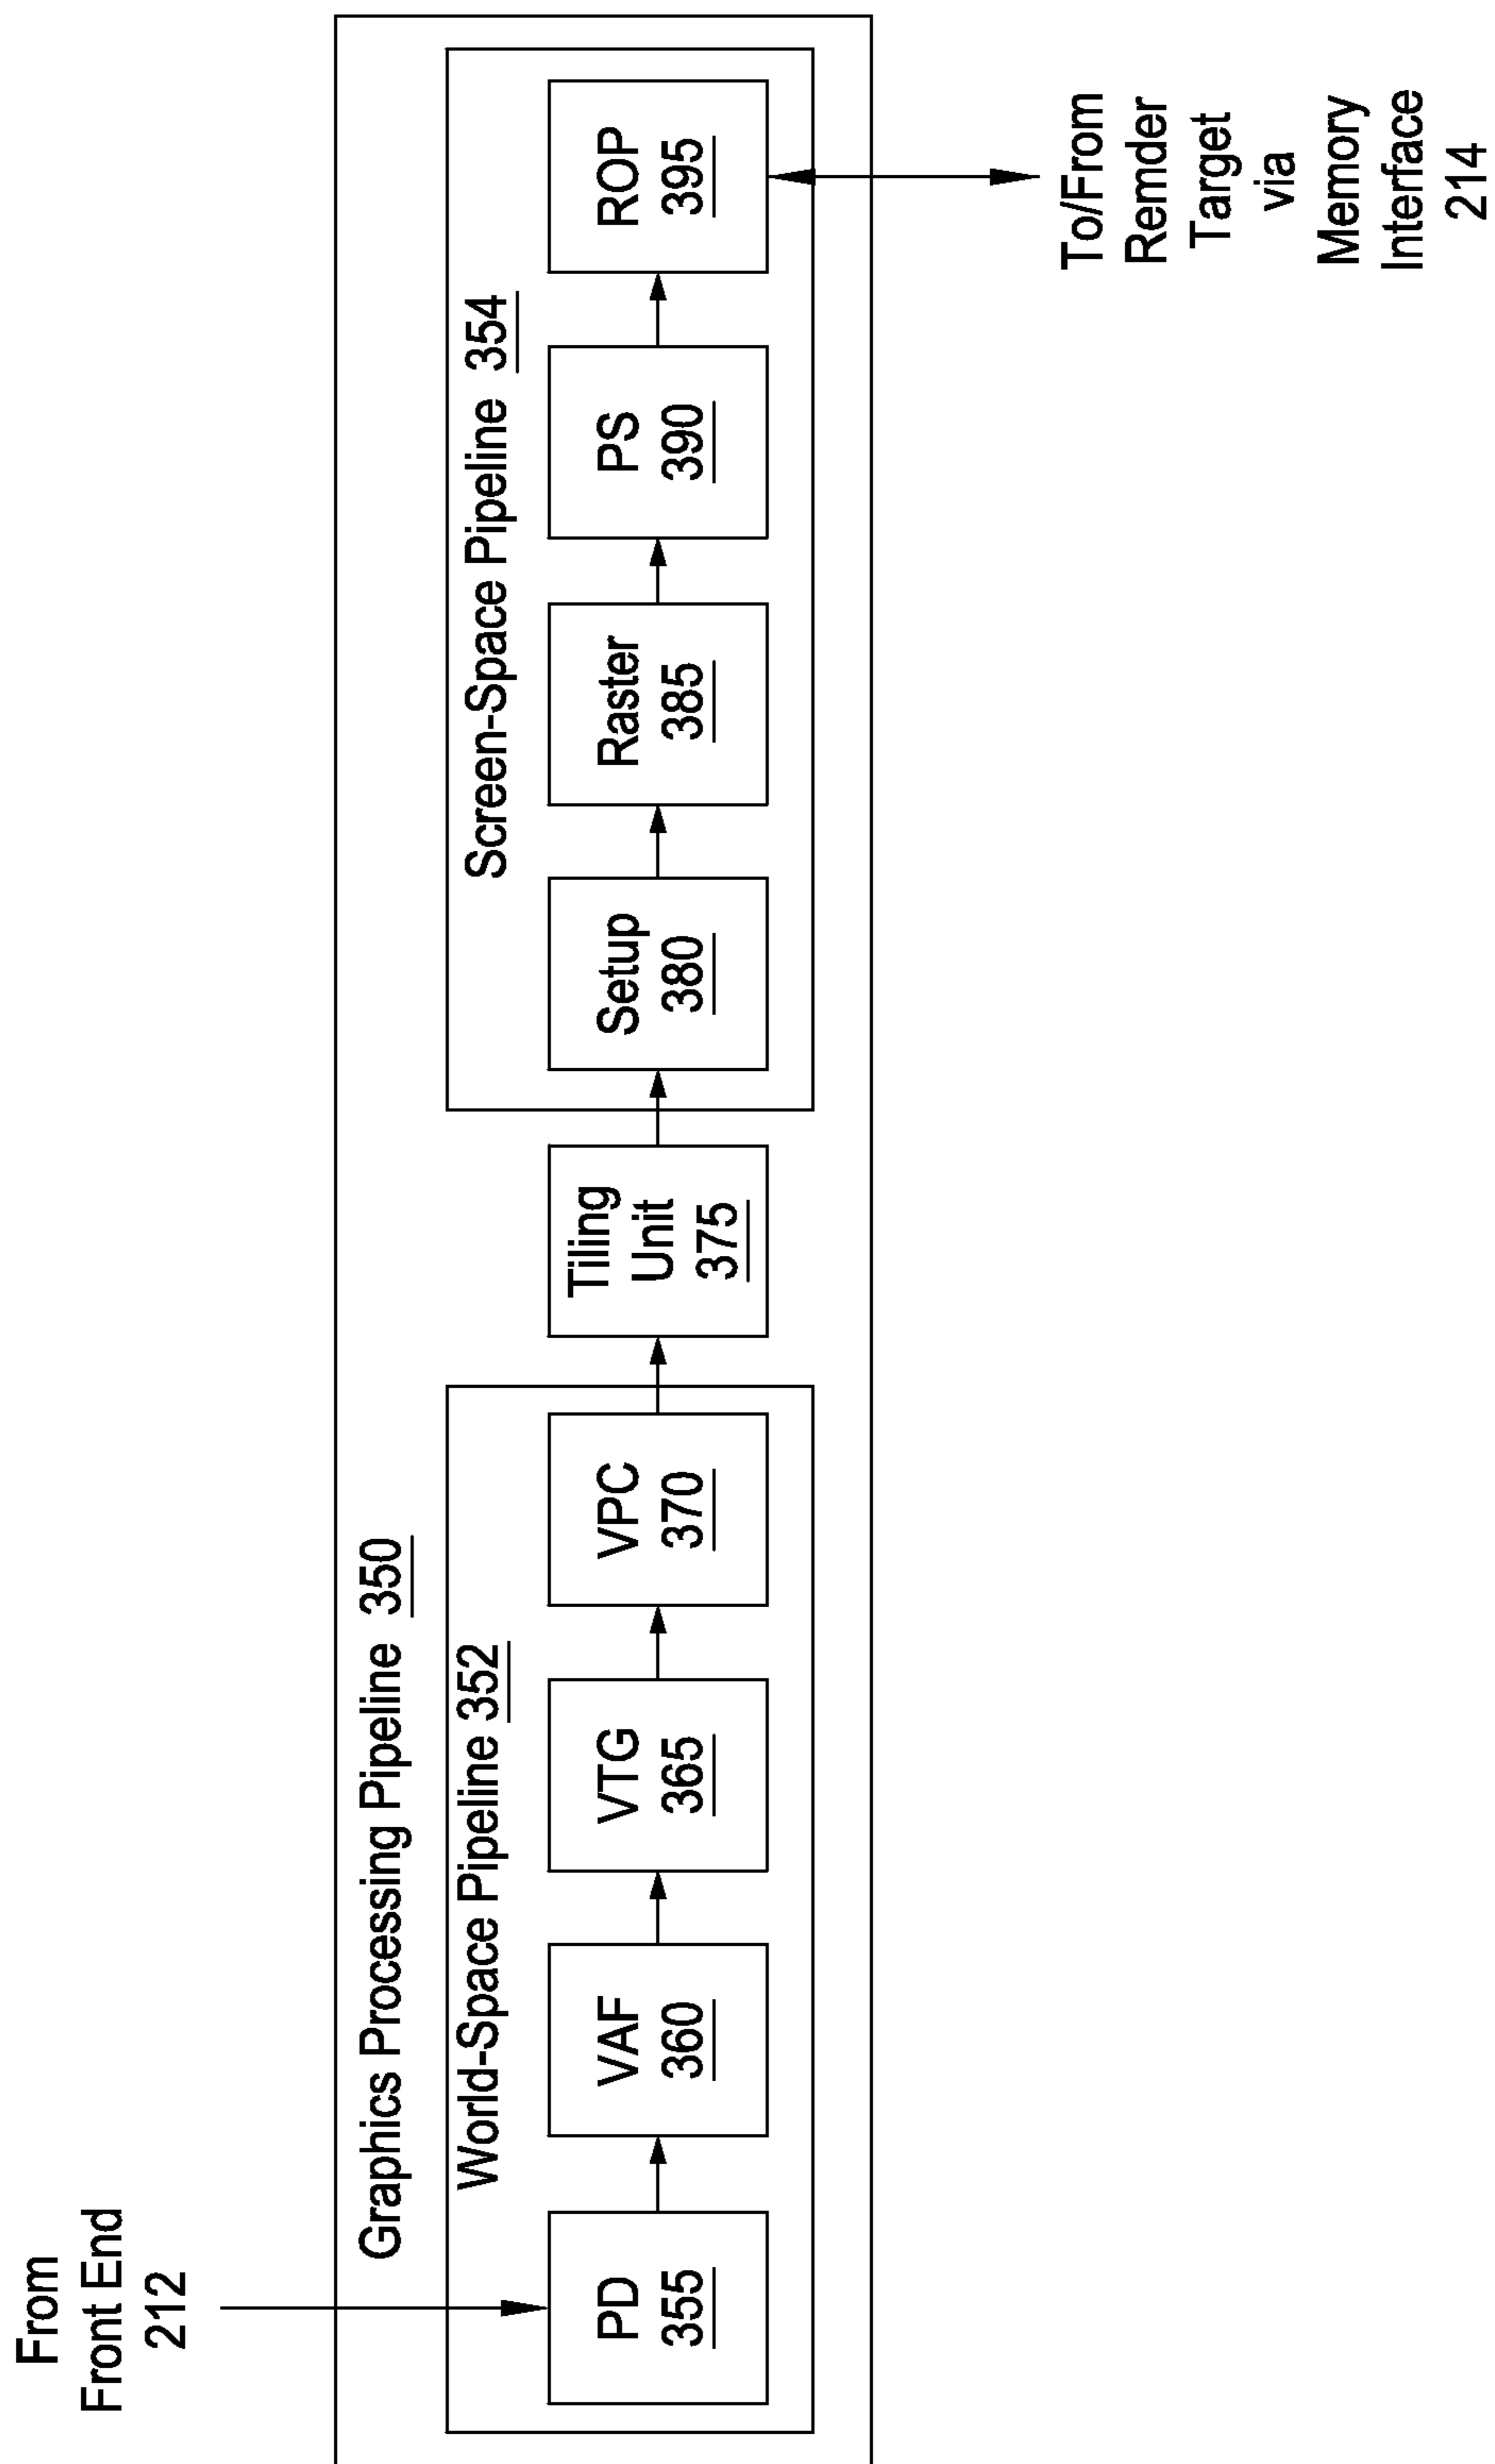 From
Front End
212
Graphics Processing Pipeline 350
World-Space Pipeline 352
PD
355
VAF
360
VTG
365
VPC
370
Tiling
Unit
375
Screen-Space Pipeline 354
Setup
380
Raster
385
PS
390
ROP
395
To/From
Remder
Target
via
Memory
Interface
214